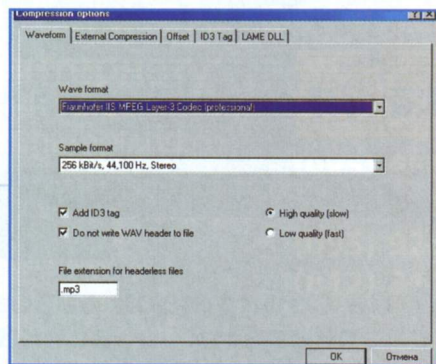 Compression options
Waveform External Compression Offset ID3 Tag LAME DLL
Wave format
Fraunhofer IIS MPEG Layer-3 Codec (professional)
Sample format
256 kBit/s, 44,100 Hz, Stereo
Add ID3 tag
High quality (slow)
Do not write WAV header to file
Low quality (fast)
File extension for headerless files
.mp3
OK Отмена